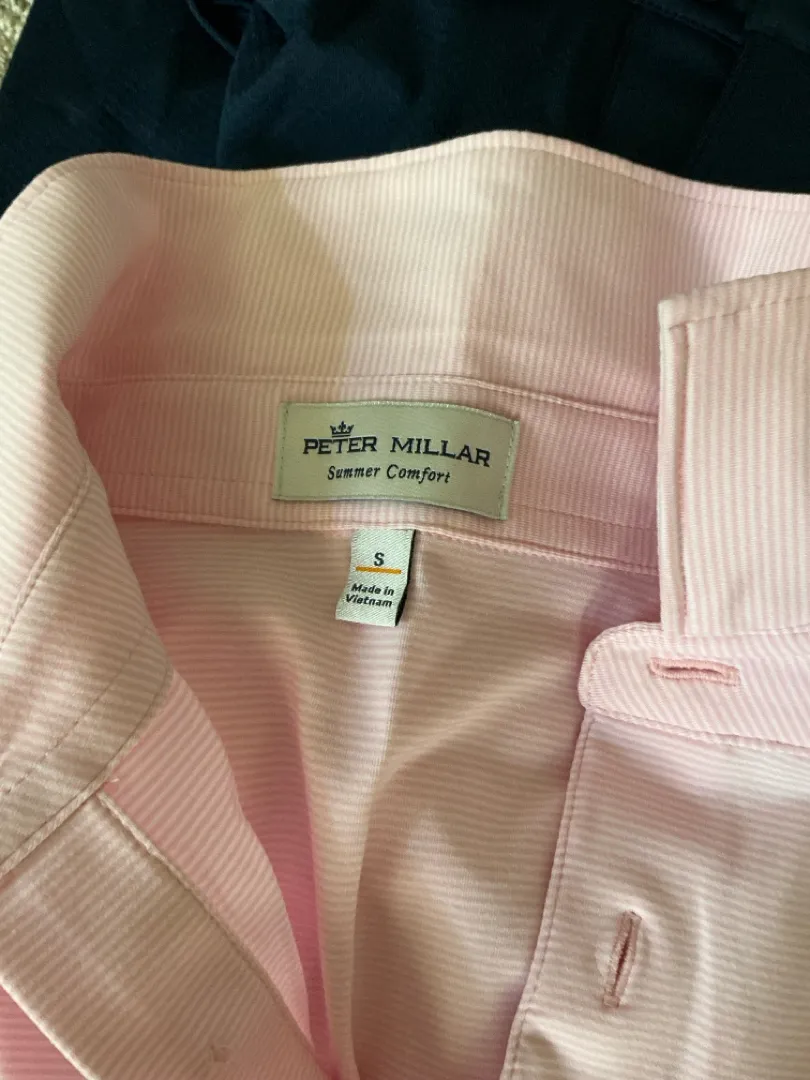 PETER MILLAR
Summer Comfort
S
Made in
Vietnam